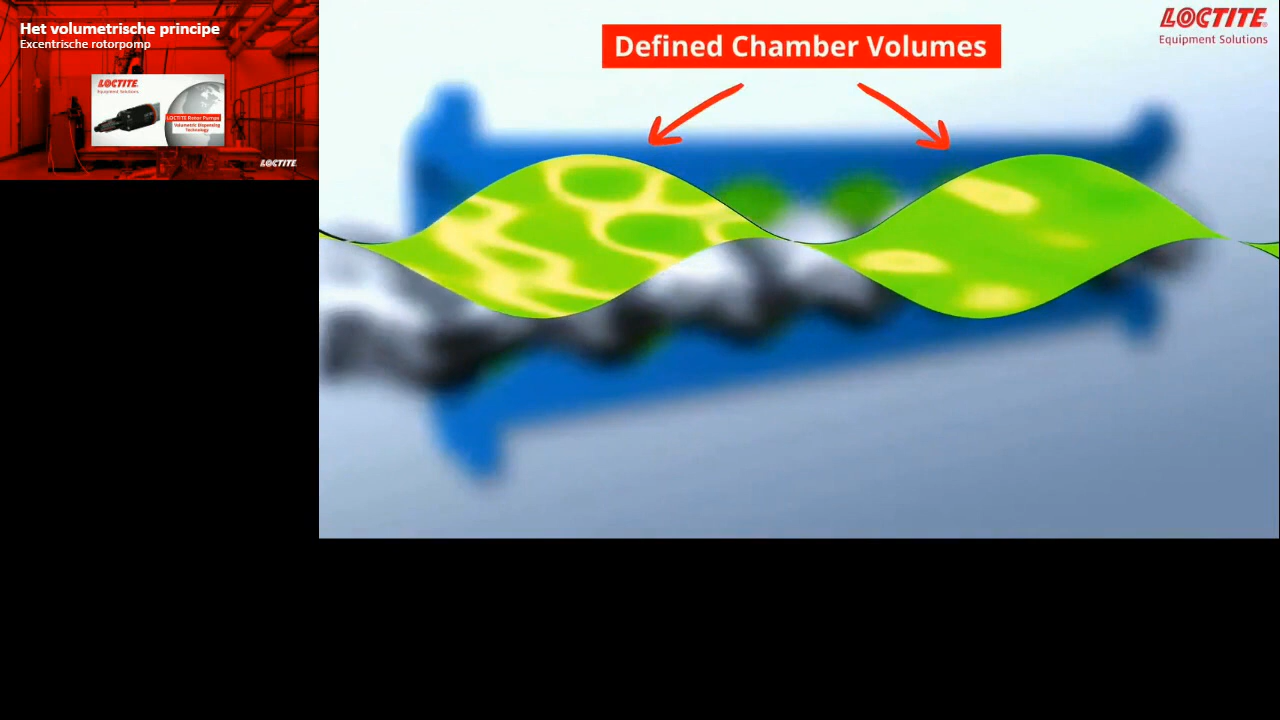 Het volumetrische principe
Excentrische rotorpomp
LOCTITE
Equipment Solutions
LOCTITE Rotor Pumps
Volumetric Dispensing
Technology
LOCTITE
Defined Chamber Volumes
LOCTITE
Equipment Solutions